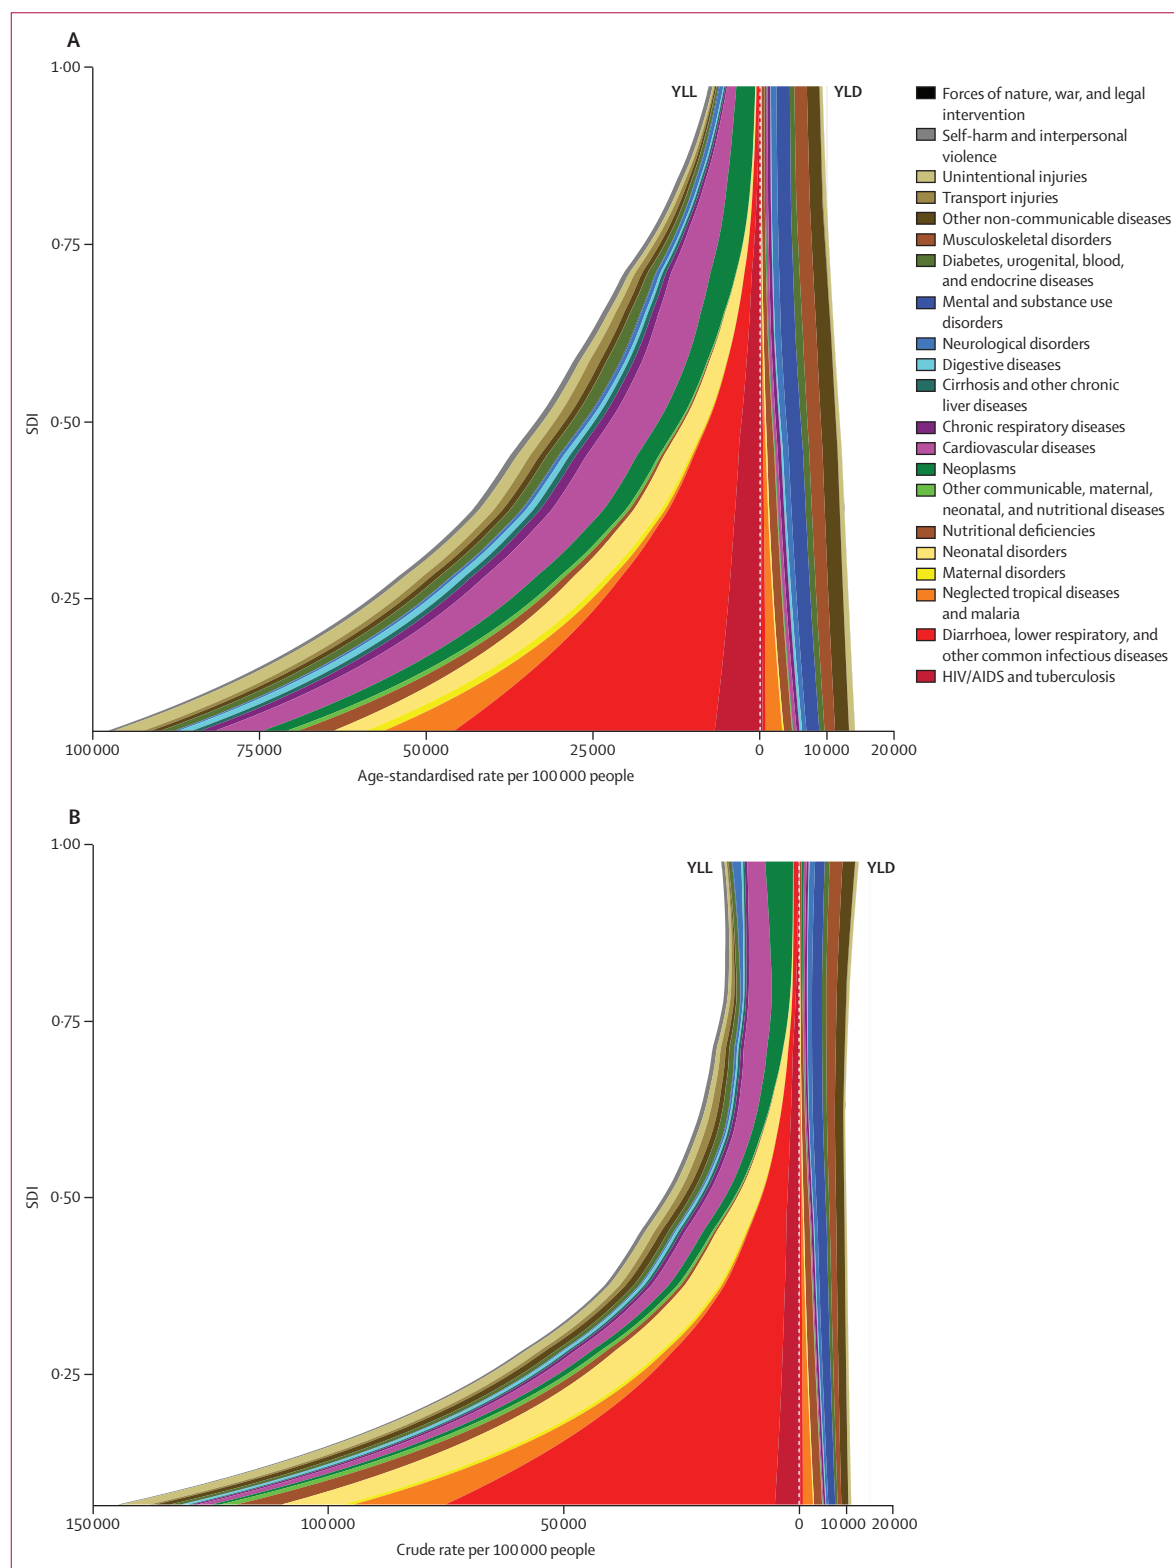 A
1·00
0·75
0·50
0·25
SDI
YLL
YLD
100 000
75 000
50 000
25 000
0
10 000
20 000
Age-standardised rate per 100 000 people
Forces of nature, war, and legal
intervention
Self-harm and interpersonal
violence
Unintentional injuries
Transport injuries
Other non-communicable diseases
Musculoskeletal disorders
Diabetes, urogenital, blood,
and endocrine diseases
Mental and substance use
disorders
Neurological disorders
Digestive diseases
Cirrhosis and other chronic
liver diseases
Chronic respiratory diseases
Cardiovascular diseases
Neoplasms
Other communicable, maternal,
neonatal, and nutritional diseases
Nutritional deficiencies
Neonatal disorders
Maternal disorders
Neglected tropical diseases
and malaria
Diarrhoea, lower respiratory, and
other common infectious diseases
HIV/AIDS and tuberculosis
B
1·00
0·75
0·50
0·25
SDI
YLL
YLD
150 000
100 000
50 000
0
10 000
20 000
Crude rate per 100 000 people